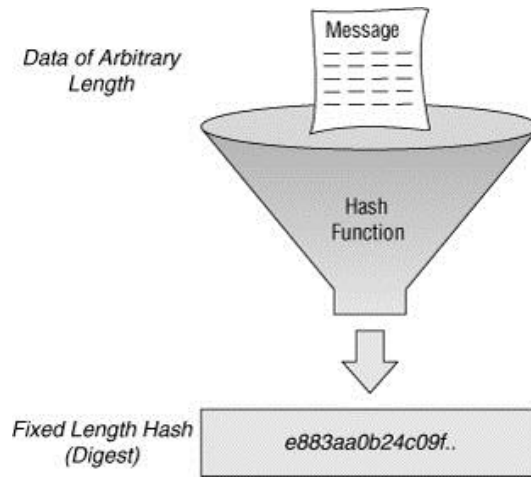 Message
Data of Arbitrary
Length
Hash
Function
Fixed Length Hash
(Digest)
e883aa0b24c09f..